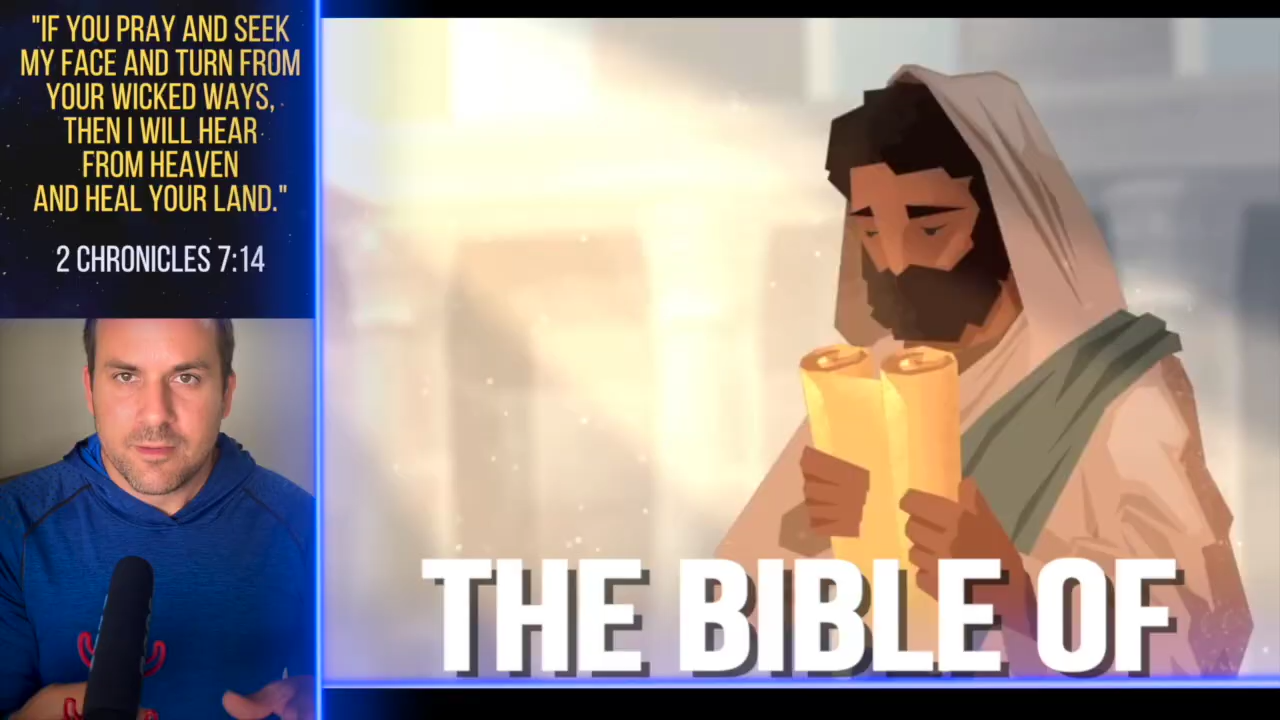 "IF YOU PRAY AND SEEK
MY FACE AND TURN FROM
YOUR WICKED WAYS,
THEN I WILL HEAR
FROM HEAVEN
AND HEAL YOUR LAND."
2 CHRONICLES 7:14
THE BIBLE OF